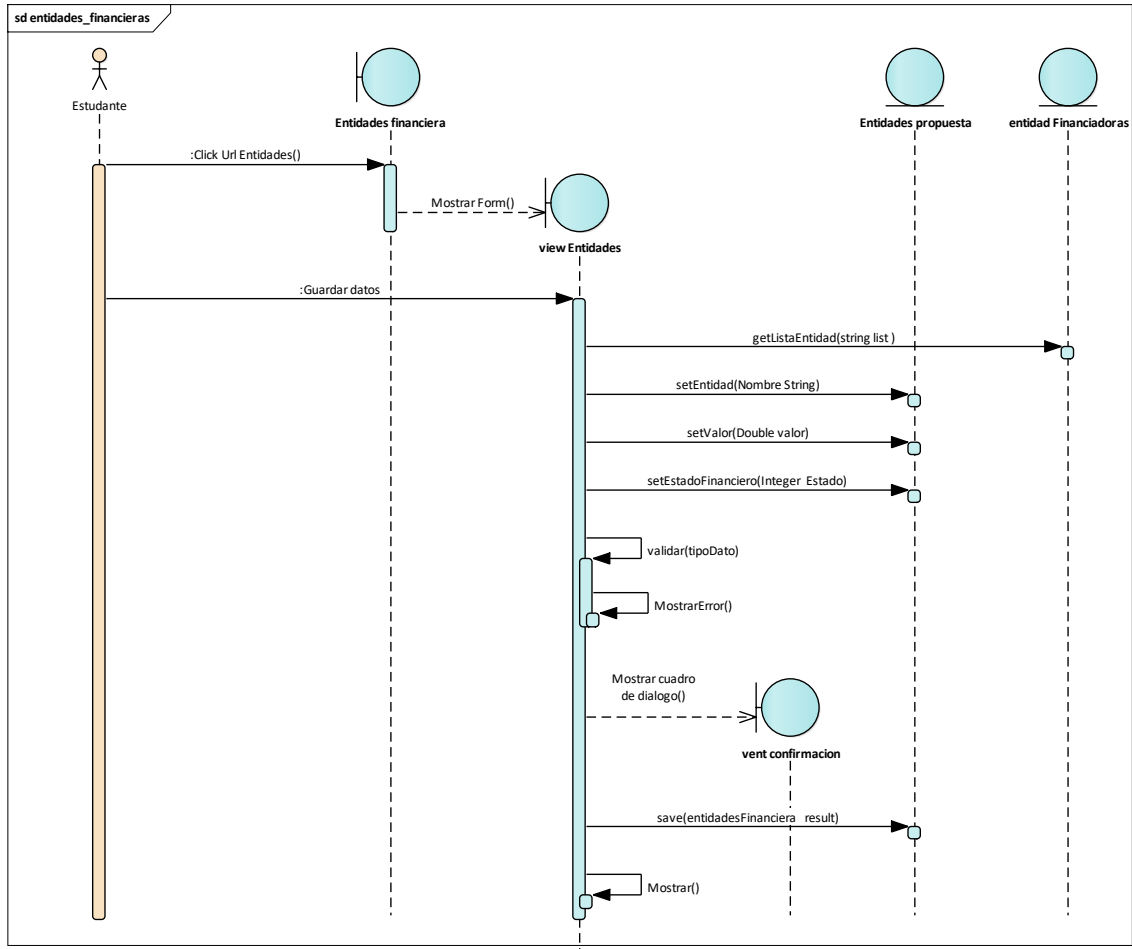 sd entidades_financieras
Estudante
Entidades financiera
Entidades propuesta
entidad Financiadoras
:Click Url Entidades()
Mostrar Form()
view Entidades
:Guardar datos
getListaEntidad(string list )
setEntidad(Nombre String)
setValor(Double valor)
setEstadoFinanciero(Integer Estado)
validar(tipoDato)
MostrarError()
Mostrar cuadro
de dialogo()
vent confirmacion
save(entidadesFinanciera result)
Mostrar()